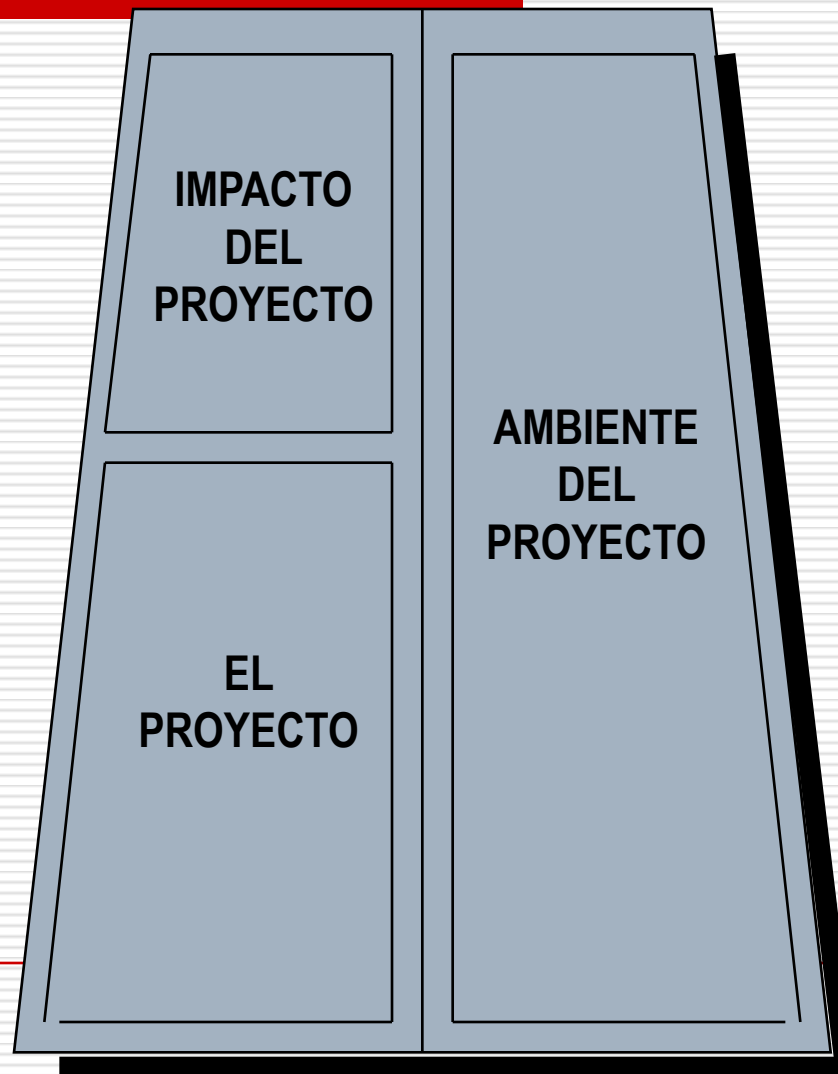 IMPACTO
DEL
PROYECTO
EL
PROYECTO
AMBIENTE
DEL
PROYECTO